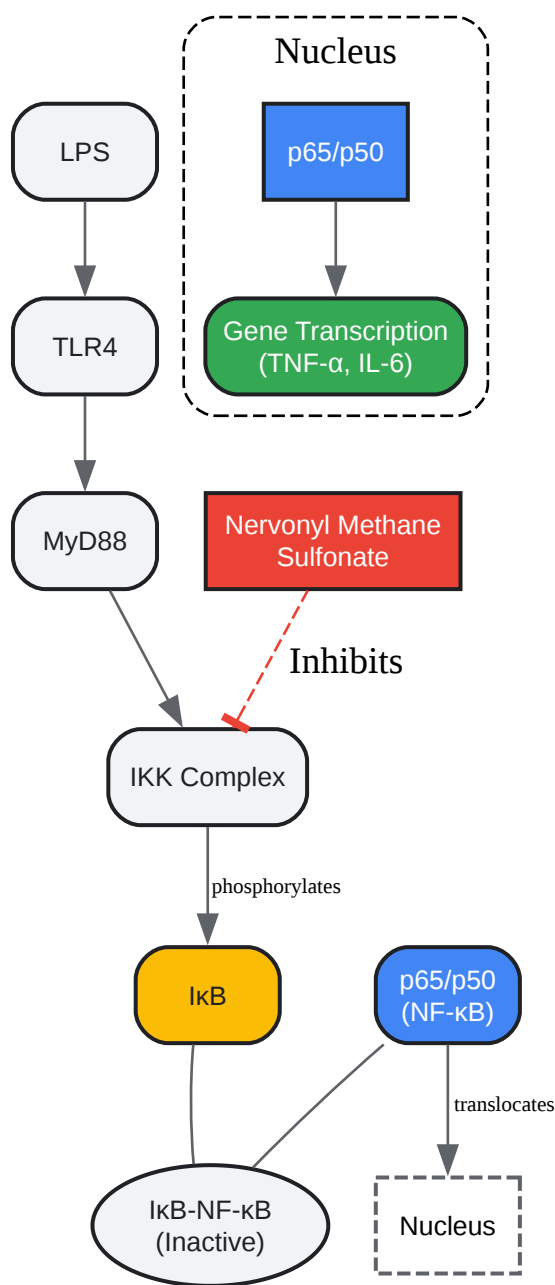 Nucleus
LPS
p65/p50
TLR4
Gene Transcription
(TNF-α, IL-6)
MyD88
Nervonyl Methane
Sulfonate
Inhibits
IKK Complex
phosphorylates
IκB
p65/p50
(NF-κB)
translocates
IκB-NF-κB
(Inactive)
Nucleus